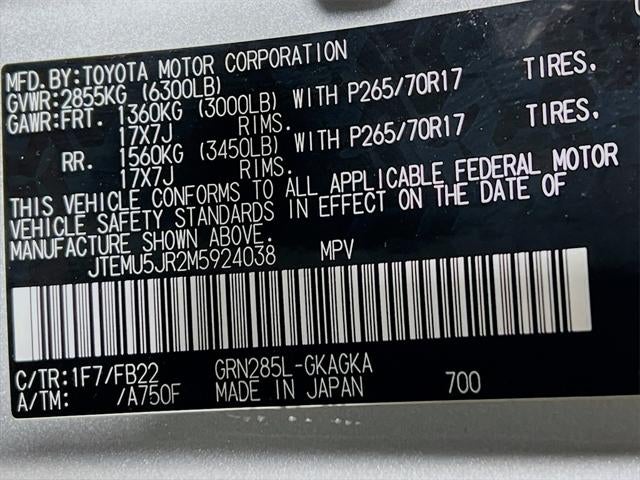 MFD.BY:TOYOTA MOTOR CORPORATION
GVWR:2855KG (6300LB)
GAWR:FRT. 1360KG (3000LB) WITH P265/70R17 TIRES,
17X7J RIMS.
RR. 1560KG (3450LB) WITH P265/70R17 TIRES,
17X7J RIMS.
THIS VEHICLE CONFORMS TO ALL APPLICABLE FEDERAL MOTOR
VEHICLE SAFETY STANDARDS IN EFFECT ON THE DATE OF
MANUFACTURE SHOWN ABOVE.
JTEMU5JR2M5924038 MPV
C/TR:1F7/FB22 GRN285L-GKAGKA
A/TM: /A750F MADE IN JAPAN 700